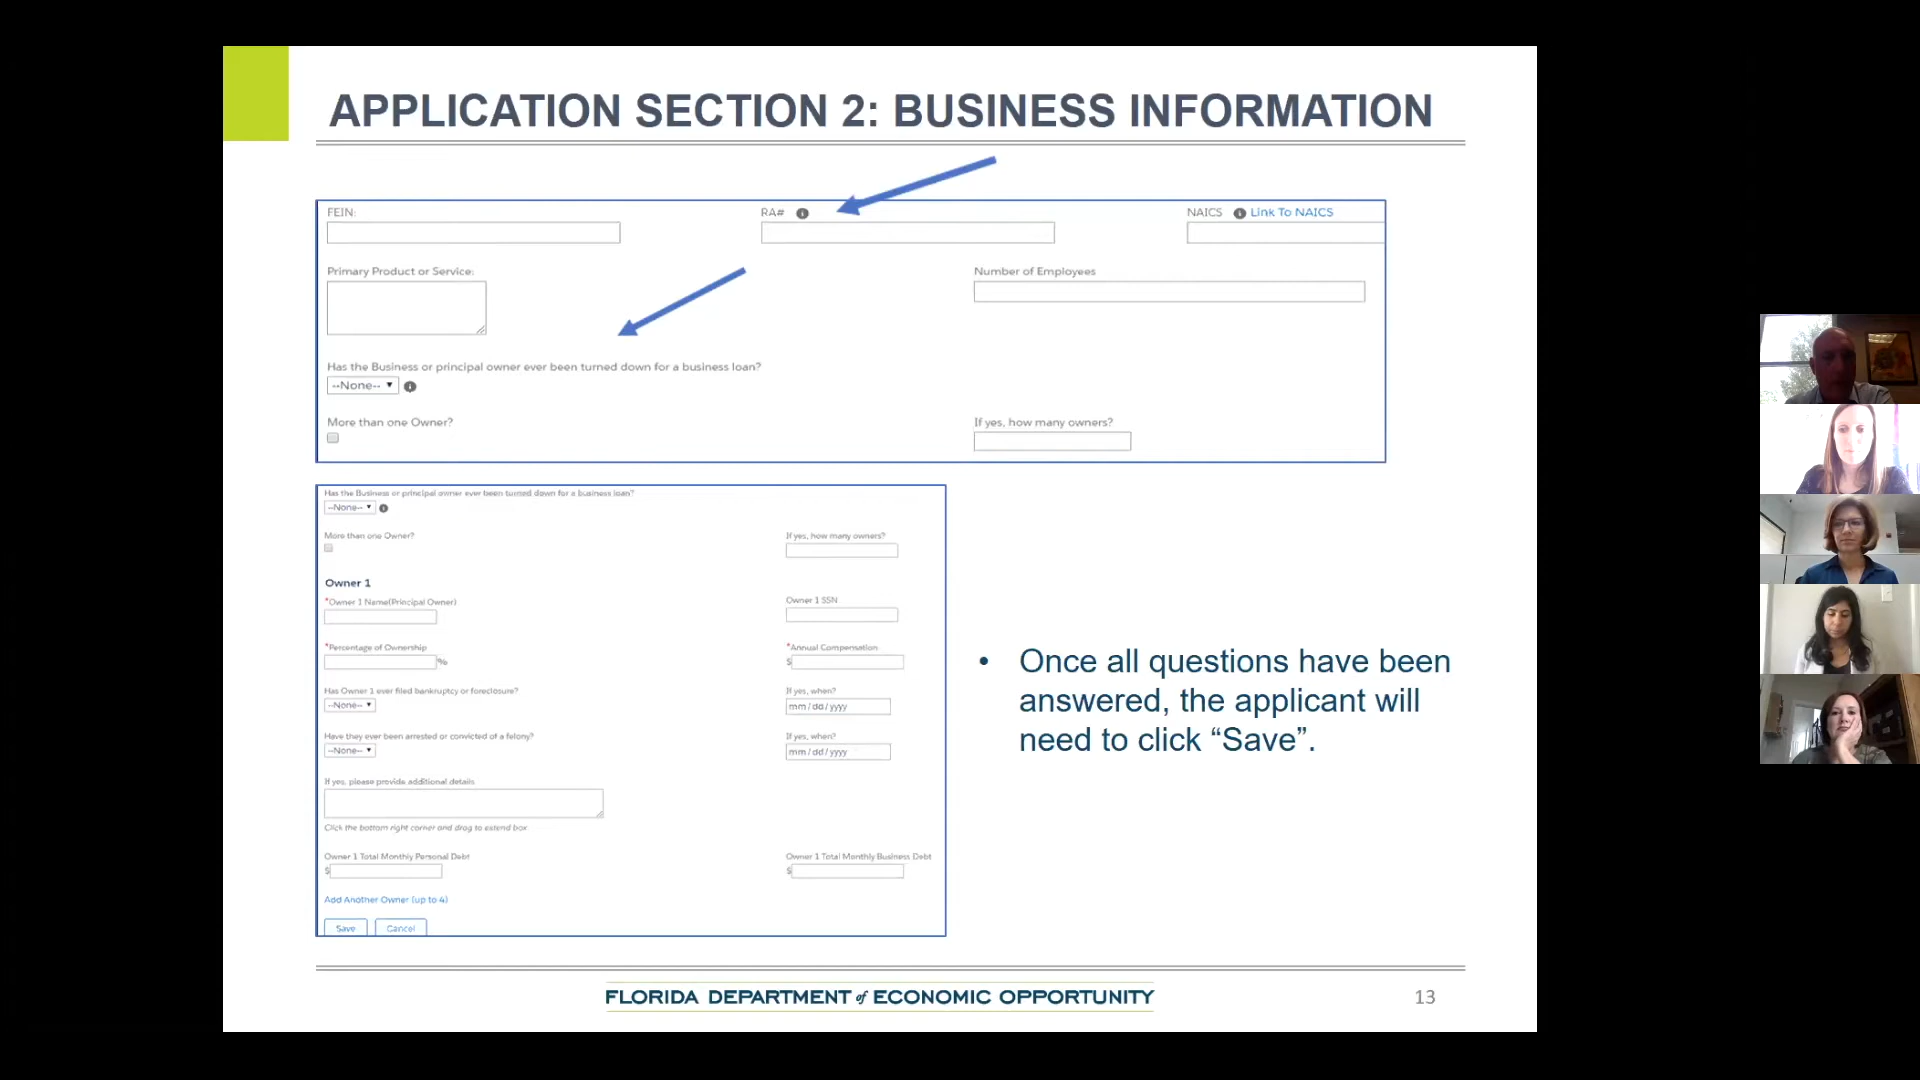 APPLICATION SECTION 2: BUSINESS INFORMATION
FEIN:
RA#
NAICS Link To NAICS
Primary Product or Service:
Number of Employees
Has the Business or principal owner ever been turned down for a business loan?
--None--
More than one Owner?
If yes, how many owners?
Has the Business or principal owner ever been turned down for a business loan?
--None--
More than one Owner?
If yes, how many owners?
Owner 1
*Owner 1 Name(Principal Owner)
Owner 1 SSN
*Percentage of Ownership
%
*Annual Compensation
$
Has Owner 1 ever filed bankruptcy or foreclosure?
--None--
If yes, when?
mm/dd/yyyy
Have they ever been arrested or convicted of a felony?
--None--
If yes, when?
mm/dd/yyyy
If yes, please provide additional details
Click the bottom right corner and drag to extend box
Owner 1 Total Monthly Personal Debt
$
Owner 1 Total Monthly Business Debt
$
Add Another Owner (up to 4)
Save Cancel
• Once all questions have been
answered, the applicant will
need to click “Save”.
FLORIDA DEPARTMENT of ECONOMIC OPPORTUNITY
13